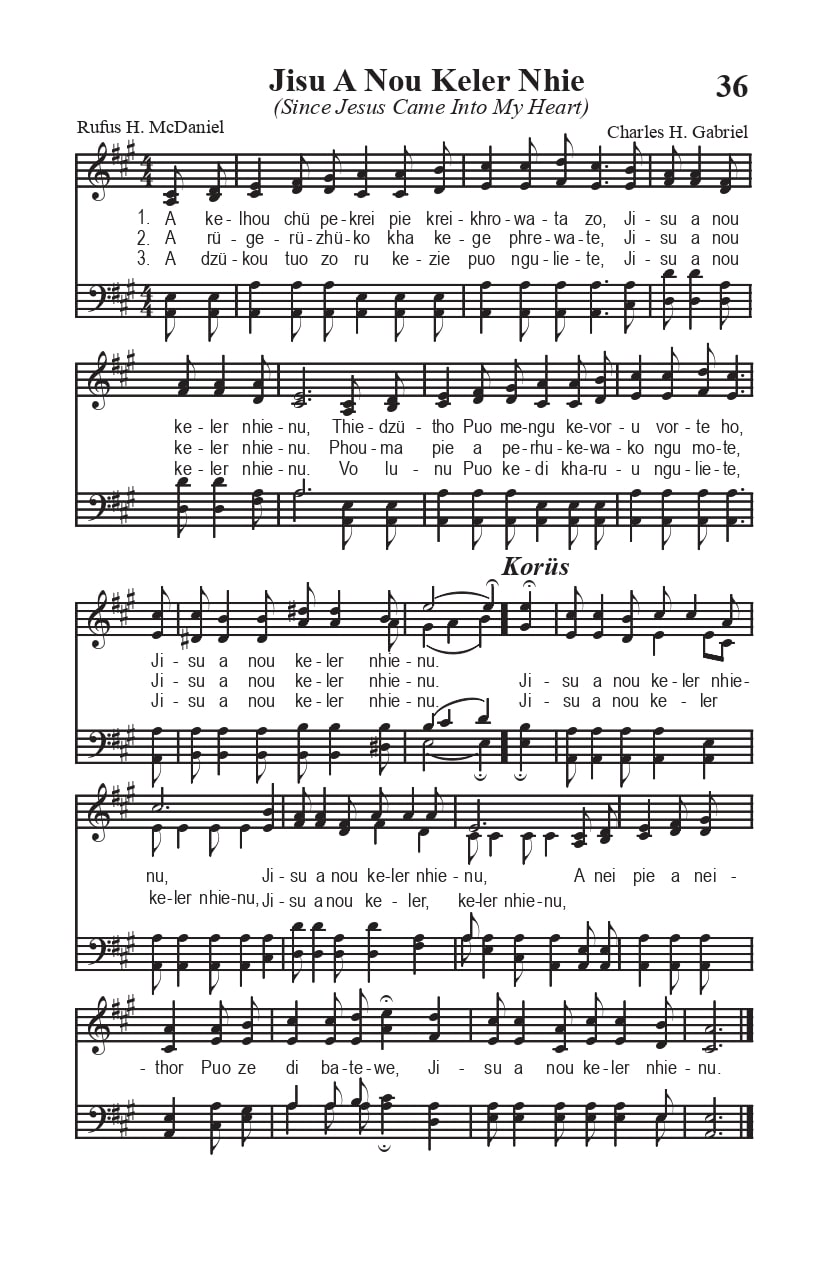 Jisu A Nou Keler Nhie
36
(Since Jesus Came Into My Heart)
Rufus H. McDaniel
Charles H. Gabriel
1. A ke-lhou chü pe-krei pie krei-khro-wa-ta zo, Ji-su a nou
2. A rü-ge-rü-zhü-ko kha ke-ge phre-wa-te, Ji-su a nou
3. A dzü-kou tuo zo ru ke-zie puo ngu-lie-te, Ji-su a nou
ke-ler nhie-nu, Thie-dzü-tho Puo me-ngu ke-vor-u vor-te ho,
ke-ler nhie-nu. Phou-ma pie a pe-rhu-ke-wa-ko ngu mo-te,
ke-ler nhie-nu. Vo lu-nu Puo ke-di kha-ru-u ngu-lie-te,
Korüs
Ji-su a nou ke-ler nhie-nu.
Ji-su a nou ke-ler nhie-nu. Ji-su a nou ke-ler nhie-
Ji-su a nou ke-ler nhie-nu. Ji-su a nou ke-ler
nu, Ji-su a nou ke-ler nhie-nu, A nei pie a nei-
ke-ler nhie-nu, Ji-su a nou ke-ler, ke-ler nhie-nu,
-thor Puo ze di ba-te-we, Ji-su a nou ke-ler nhie-nu.